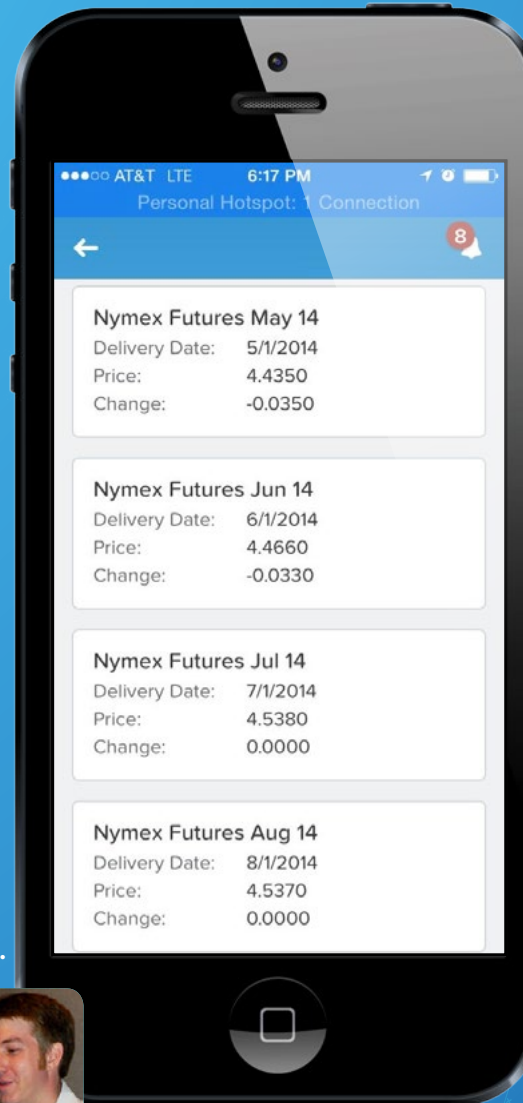 AT&T LTE 6:17 PM
Personal Hotspot: 1 Connection
8
Nymex Futures May 14
Delivery Date: 5/1/2014
Price: 4.4350
Change: -0.0350
Nymex Futures Jun 14
Delivery Date: 6/1/2014
Price: 4.4660
Change: -0.0330
Nymex Futures Jul 14
Delivery Date: 7/1/2014
Price: 4.5380
Change: 0.0000
Nymex Futures Aug 14
Delivery Date: 8/1/2014
Price: 4.5370
Change: 0.0000
.